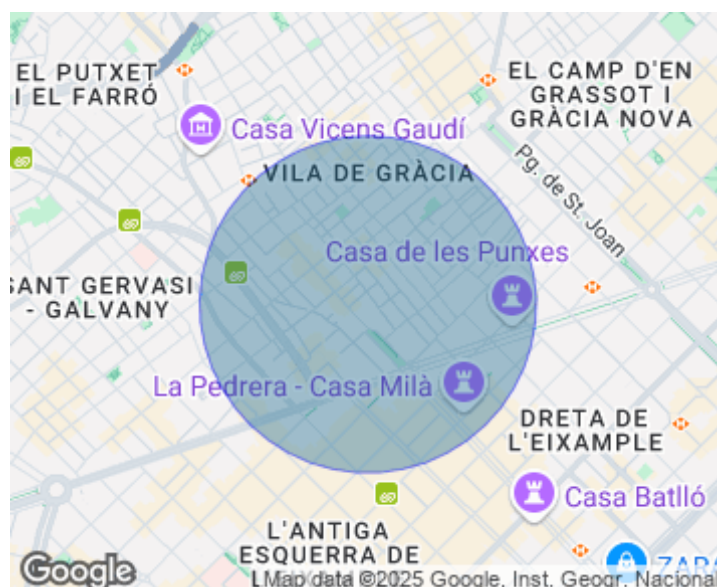 EL PUTXET
I EL FARRÓ
EL CAMP D'EN
GRASSOT I
GRÀCIA NOVA
Casa Vicens Gaudí
VILA DE GRÀCIA
Pg. de St. Joan
Casa de les Punxes
SANT GERVASI
- GALVANY
La Pedrera - Casa Milà
DRETA DE
L'EIXAMPLE
Casa Batlló
L'ANTIGA
ESQUERRA DE
ZARA
Google
Map data ©2025 Google, Inst. Geogr. Nacional